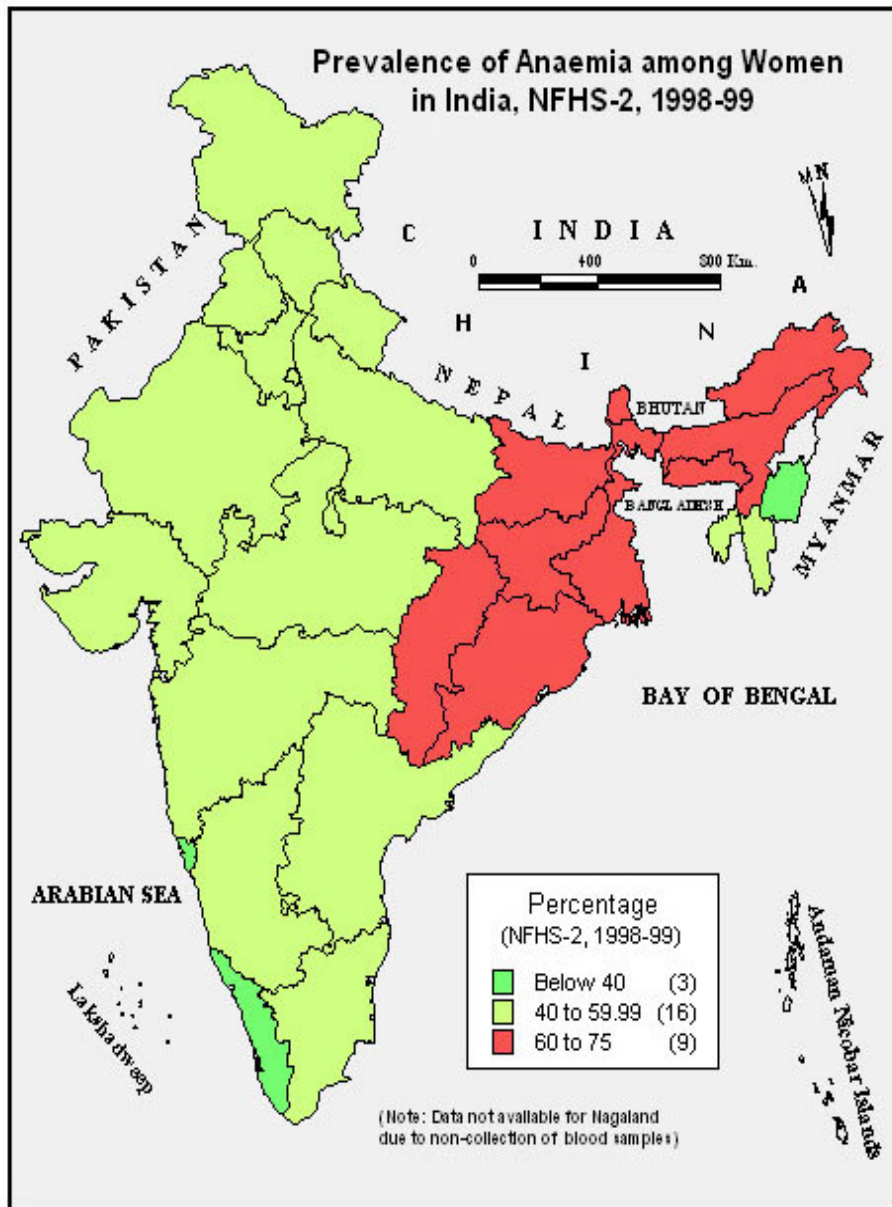 Prevalence of Anaemia among Women
in India, NFHS-2, 1998-99
MN
PAKISTAN
C
INDIA
0 400 800 Km.
A
H
N
I
NEPAL
BHUTAN
BANGLADESH
MYANMAR
BAY OF BENGAL
ARABIAN SEA
Lakshadweep
Andaman Nicobar Islands
Percentage
(NFHS-2, 1998-99)
Below 40 (3)
40 to 59.99 (16)
60 to 75 (9)
(Note: Data not available for Nagaland
due to non-collection of blood samples)